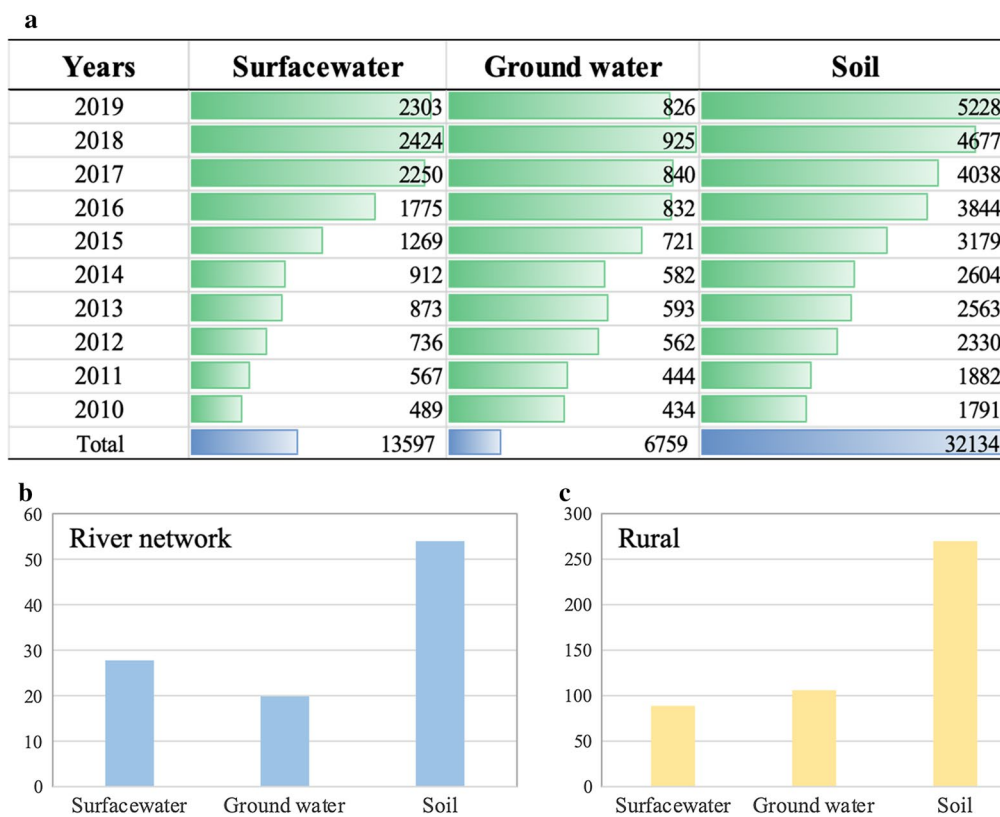 a
Years Surfacewater Ground water Soil
2019 2303 826 5228
2018 2424 925 4677
2017 2250 840 4038
2016 1775 832 3844
2015 1269 721 3179
2014 912 582 2604
2013 873 593 2563
2012 736 562 2330
2011 567 444 1882
2010 489 434 1791
Total 13597 6759 32134
b
River network
60
50
40
30
20
10
0
Surfacewater Ground water Soil
c
Rural
300
250
200
150
100
50
0
Surfacewater Ground water Soil